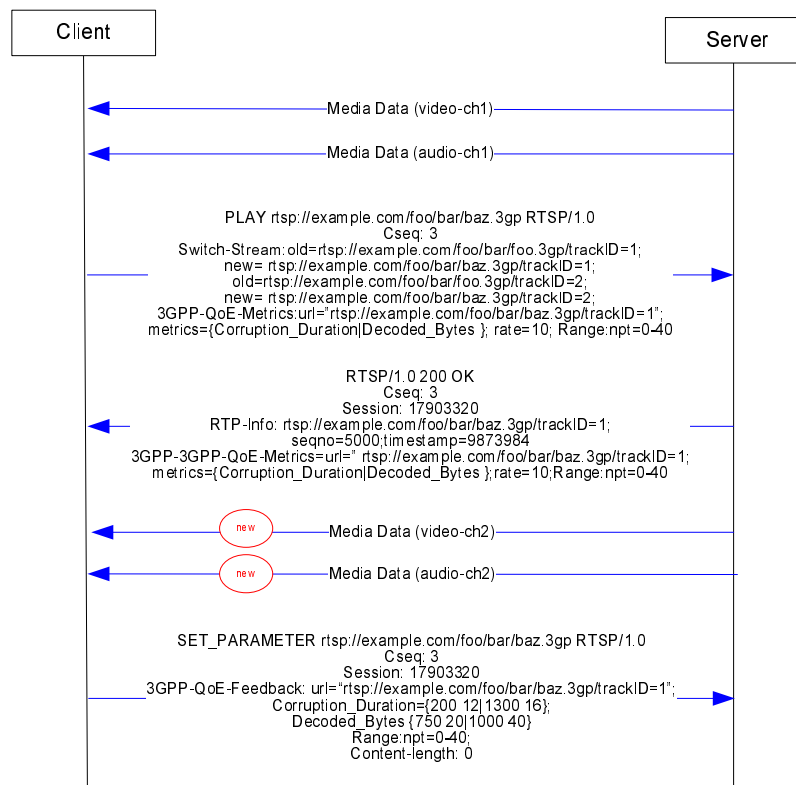 Client
Server
Media Data (video-ch1)
Media Data (audio-ch1)
PLAY rtsp://example.com/foo/bar/baz.3gp RTSP/1.0
Cseq: 3
Switch-Stream:old=rtsp://example.com/foo/bar/foo.3gp/trackID=1;
new= rtsp://example.com/foo/bar/baz.3gp/trackID=1;
old=rtsp://example.com/foo/bar/foo.3gp/trackID=2;
new= rtsp://example.com/foo/bar/baz.3gp/trackID=2;
3GPP-QoE-Metrics:url="rtsp://example.com/foo/bar/baz.3gp/trackID=1";
metrics={Corruption_Duration|Decoded_Bytes }; rate=10; Range:npt=0-40
RTSP/1.0 200 OK
Cseq: 3
Session: 17903320
RTP-Info: rtsp://example.com/foo/bar/baz.3gp/trackID=1;
seqno=5000;timestamp=9873984
3GPP-3GPP-QoE-Metrics=url=" rtsp://example.com/foo/bar/baz.3gp/trackID=1;
metrics={Corruption_Duration|Decoded_Bytes };rate=10;Range:npt=0-40
new
Media Data (video-ch2)
new
Media Data (audio-ch2)
SET_PARAMETER rtsp://example.com/foo/bar/baz.3gp RTSP/1.0
Cseq: 3
Session: 17903320
3GPP-QoE-Feedback: url="rtsp://example.com/foo/bar/baz.3gp/trackID=1";
Corruption_Duration={200 12|1300 16};
Decoded_Bytes {750 20|1000 40}
Range:npt=0-40;
Content-length: 0